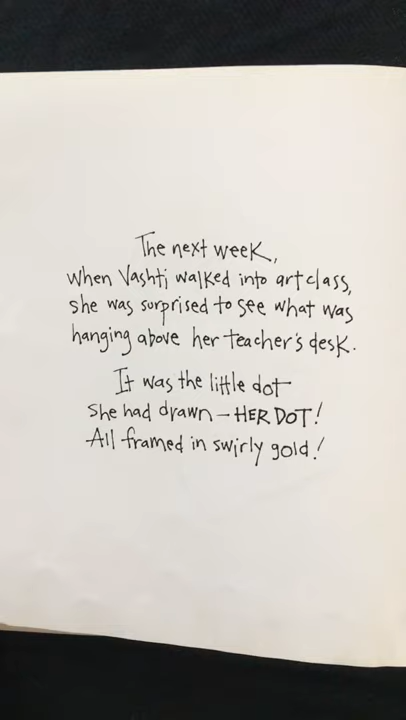 The next week,
when Vashti walked into art class,
she was surprised to see what was
hanging above her teacher's desk.
It was the little dot
she had drawn – HER DOT!
All framed in swirly gold!